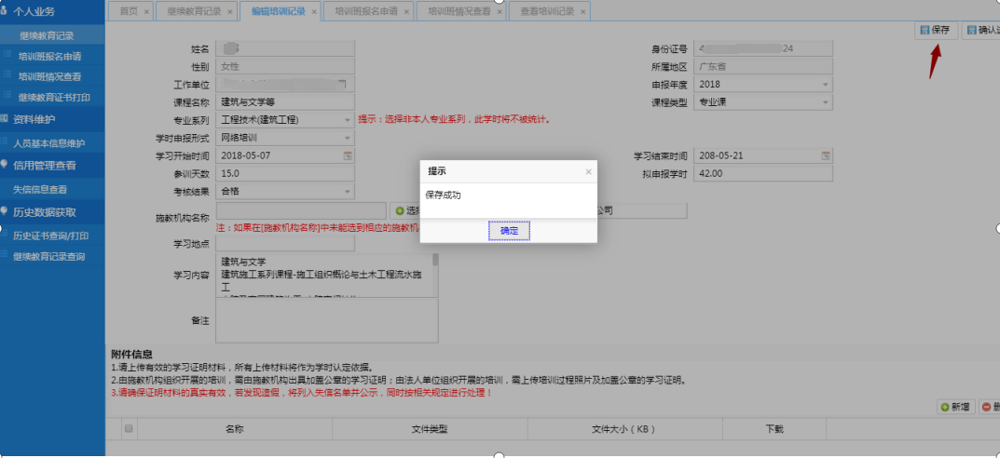 个人业务
继续教育记录
培训班报名申请
培训班情况查看
继续教育证书打印
资料维护
人员基本信息维护
信用管理查看
失信信息查看
历史数据获取
历史证书查询/打印
继续教育记录查询
首页 × 继续教育记录 × 编辑培训记录 × 培训班报名申请 × 培训班情况查看 × 查看培训记录 ×
保存 确认
姓名 身份证号 4 24
性别 女性 所属地区 广东省
工作单位 申报年度 2018
课程名称 建筑与文学等 课程类型 专业课
专业系列 工程技术(建筑工程) 提示：选择非本人专业系列，此学时将不被统计。
学时申报形式 网络培训
学习开始时间 2018-05-07 学习结束时间 208-05-21
参训天数 15.0 拟申报学时 42.00
考核结果 合格
提示 ×
保存成功
确定
施教机构名称 选 公司
注：如果在[施教机构名称]中未能选到相应的施教机
学习地点
学习内容 建筑与文学
建筑施工系列课程-施工组织概论与土木工程流水施
工
备注
附件信息
1.请上传有效的学习证明材料，所有上传材料将作为学时认定依据。
2.由施教机构组织开展的培训，需由施教机构出具加盖公章的学习证明；由法人单位组织开展的培训，需上传培训过程照片及加盖公章的学习证明。
3.请确保证明材料的真实有效，若发现造假，将列入失信名单并公示，同时按相关规定进行处理！
新增
名称 文件类型 文件大小（KB） 下载